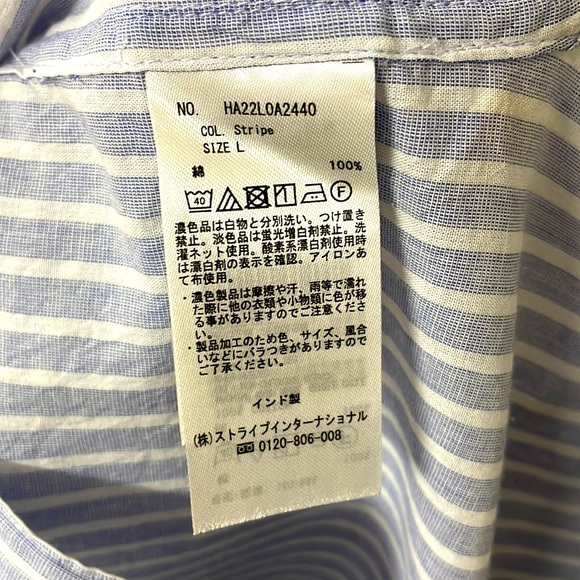 NO. HA22L0A2440
COL. Stripe
SIZE L
綿 100%
40 F
濃色品は白物と分別洗い。つけ置き
禁止。淡色品は蛍光増白剤禁止。洗
濯ネット使用。酸素系漂白剤使用時
は漂白剤の表示を確認。アイロンあ
て布使用。
・濃色製品は摩擦や汗、雨等で濡れ
た際に他の衣類や小物類に色が移
る事がありますのでご注意くださ
い。
・製品加工のため色、サイズ、風合
いなどにバラつきがありますので
ご了承ください。
インド製
(株)ストライプインターナショナル
0120-806-008